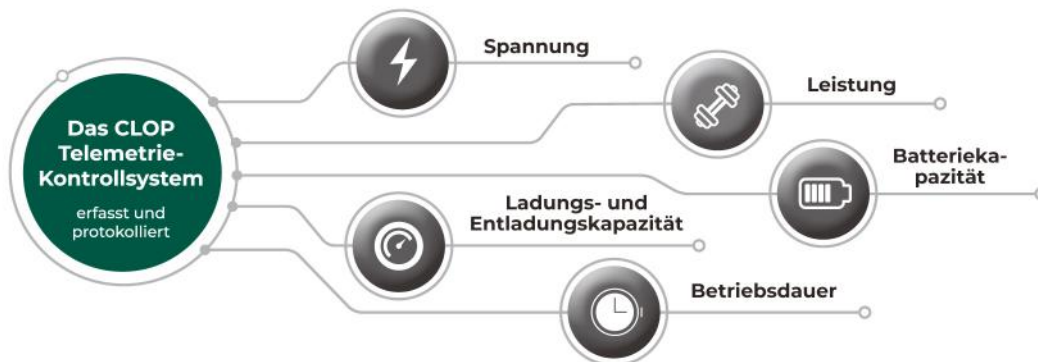 Das CLOP
Telemetrie-
Kontrollsystem
erfasst und
protokolliert
Spannung
Leistung
Batterieka-
pazität
Ladungs- und
Entladungskapazität
Betriebsdauer